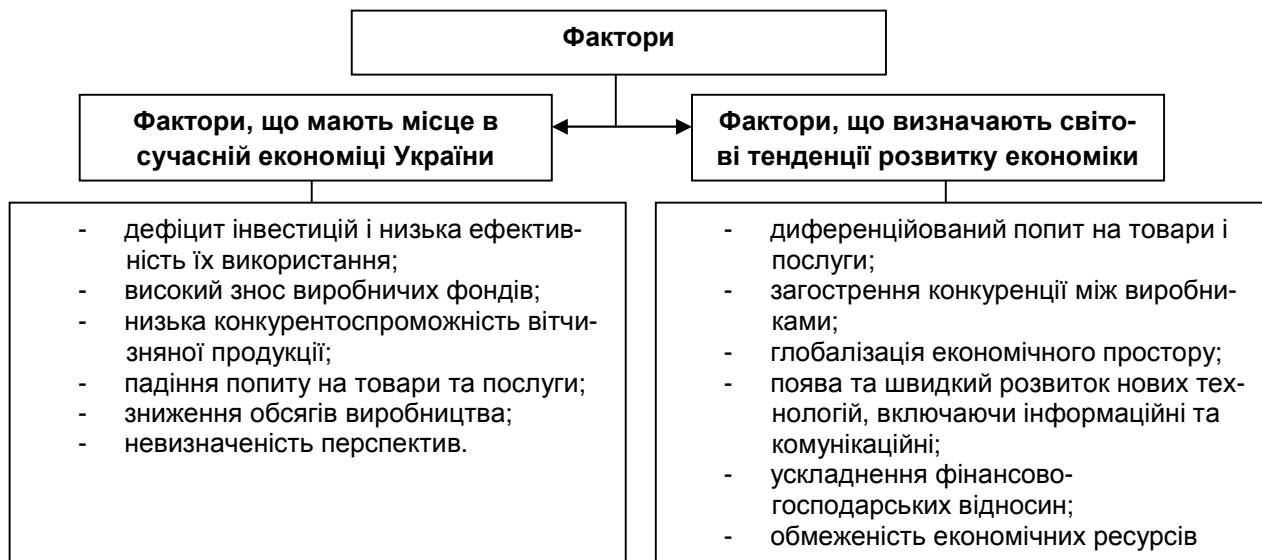 Фактори
Фактори, що мають місце в
сучасній економіці України
Фактори, що визначають світо-
ві тенденції розвитку економіки
- дефіцит інвестицій і низька ефектив-
ність їх використання;
- високий знос виробничих фондів;
- низька конкурентоспроможність вітчи-
зняної продукції;
- падіння попиту на товари та послуги;
- зниження обсягів виробництва;
- невизначеність перспектив.
- диференційований попит на товари і
послуги;
- загострення конкуренції між виробни-
ками;
- глобалізація економічного простору;
- поява та швидкий розвиток нових тех-
нологій, включаючи інформаційні та
комунікаційні;
- ускладнення фінансово-
господарських відносин;
- обмеженість економічних ресурсів